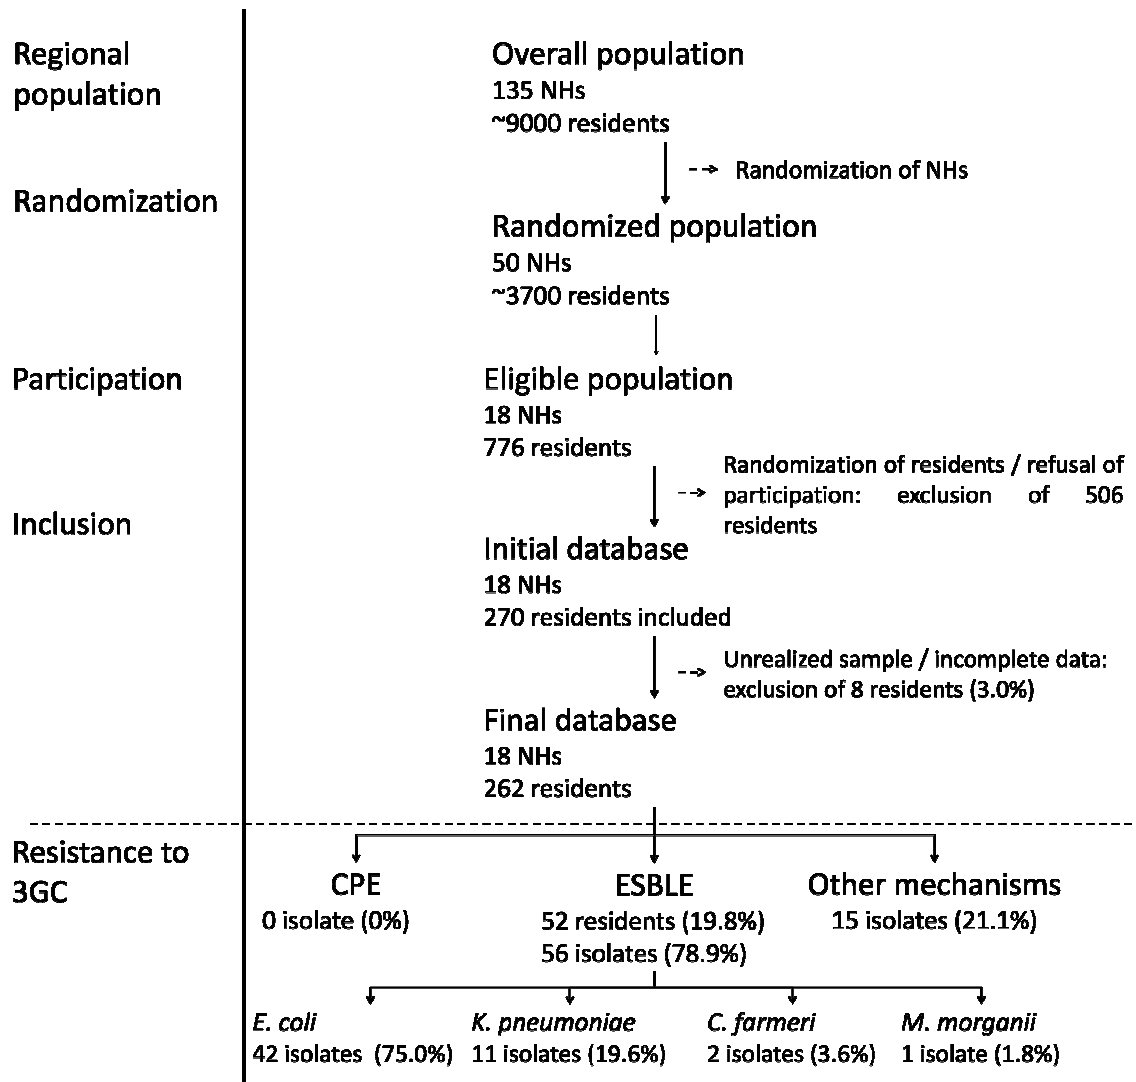 Regional
population
Overall population
135 NHs
~9000 residents
Randomization of NHs
Randomization
Randomized population
50 NHs
~3700 residents
Participation
Eligible population
18 NHs
776 residents
Randomization of residents / refusal of
participation: exclusion of 506
residents
Inclusion
Initial database
18 NHs
270 residents included
Unrealized sample / incomplete data:
exclusion of 8 residents (3.0%)
Final database
18 NHs
262 residents
Resistance to
3GC
CPE
0 isolate (0%)
ESBLE
52 residents (19.8%)
56 isolates (78.9%)
Other mechanisms
15 isolates (21.1%)
E. coli
42 isolates (75.0%)
K. pneumoniae
11 isolates (19.6%)
C. farmeri
2 isolates (3.6%)
M. morganii
1 isolate (1.8%)